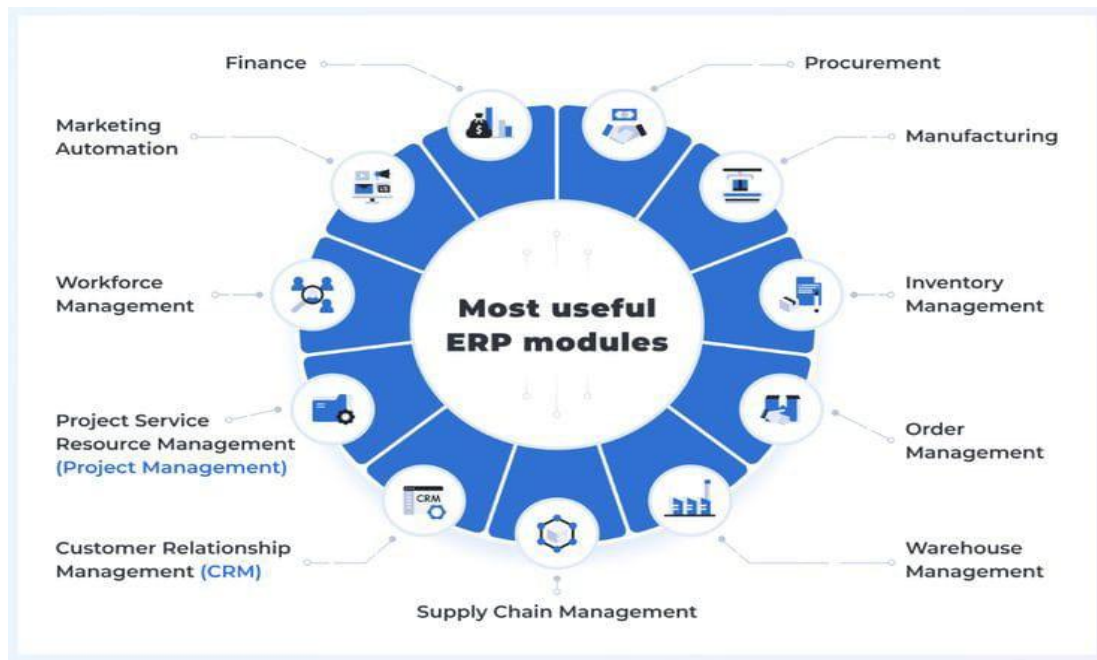 Finance
Procurement
Marketing
Automation
Manufacturing
Workforce
Management
Inventory
Management
Most useful
ERP modules
Project Service
Resource Management
(Project Management)
Order
Management
CRM
Customer Relationship
Management (CRM)
Warehouse
Management
Supply Chain Management